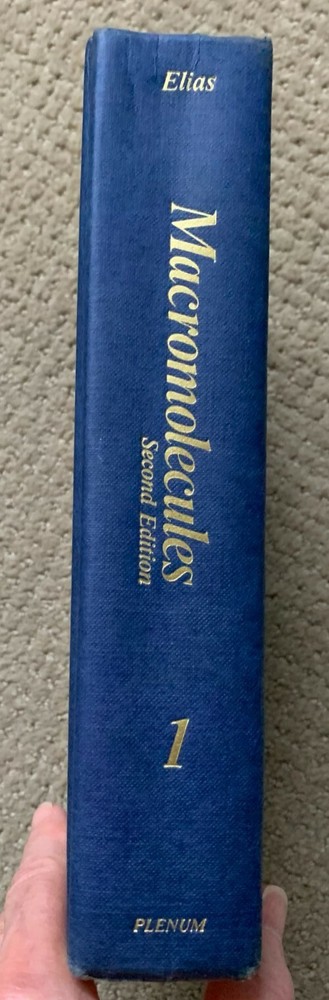 Elias
Macromolecules
Second Edition
1
PLENUM